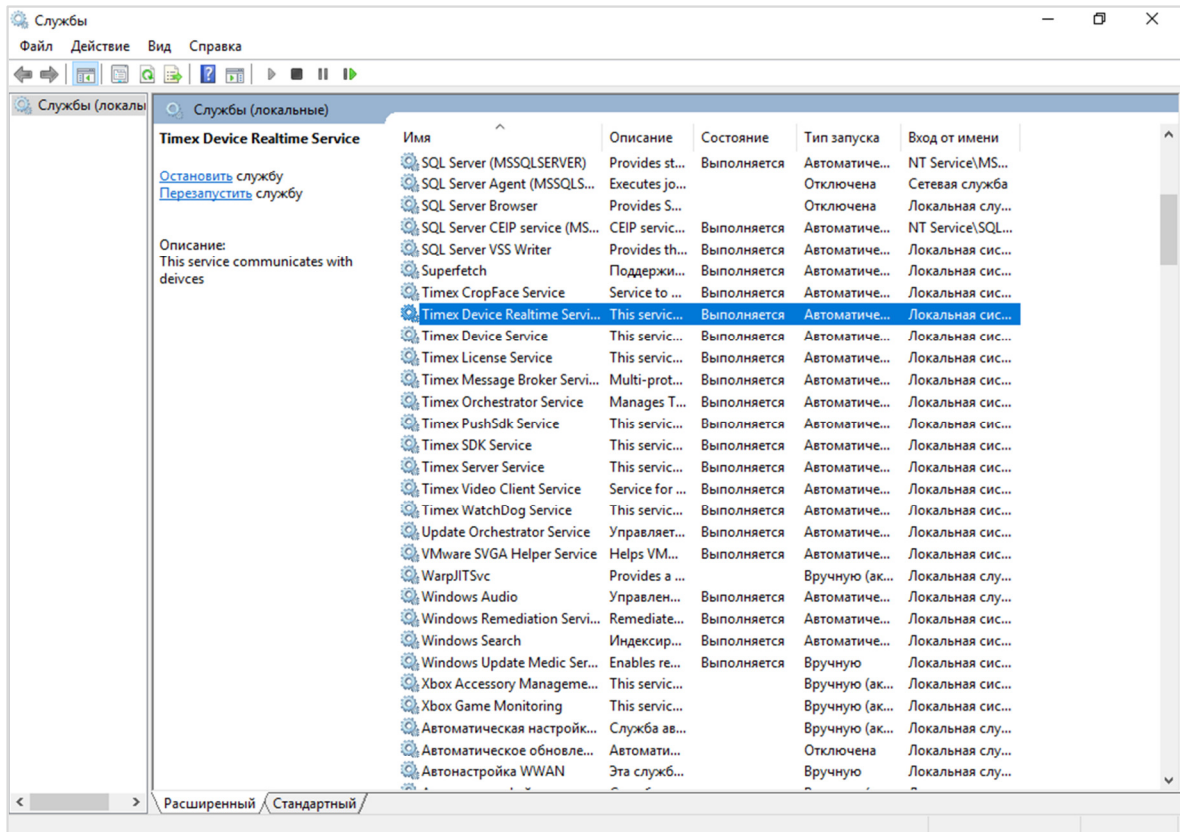 Службы
Файл Действие Вид Справка
Службы (локалы
Службы (локальные)
Timex Device Realtime Service
Остановить службу
Перезапустить службу
Описание:
This service communicates with
deivces
Имя Описание Состояние Тип запуска Вход от имени
SQL Server (MSSQLSERVER) Provides st... Выполняется Автоматиче... NT Service\MS...
SQL Server Agent (MSSQLS... Executes jo... Отключена Сетевая служба
SQL Server Browser Provides S... Отключена Локальная слу...
SQL Server CEIP service (MS... CEIP servic... Выполняется Автоматиче... NT Service\SQL...
SQL Server VSS Writer Provides th... Выполняется Автоматиче... Локальная сис...
Superfetch Поддержи... Выполняется Автоматиче... Локальная сис...
Timex CropFace Service Service to ... Выполняется Автоматиче... Локальная сис...
Timex Device Realtime Servi... This servic... Выполняется Автоматиче... Локальная сис...
Timex Device Service This servic... Выполняется Автоматиче... Локальная сис...
Timex License Service This servic... Выполняется Автоматиче... Локальная сис...
Timex Message Broker Servi... Multi-prot... Выполняется Автоматиче... Локальная сис...
Timex Orchestrator Service Manages T... Выполняется Автоматиче... Локальная сис...
Timex PushSdk Service This servic... Выполняется Автоматиче... Локальная сис...
Timex SDK Service This servic... Выполняется Автоматиче... Локальная сис...
Timex Server Service This servic... Выполняется Автоматиче... Локальная сис...
Timex Video Client Service Service for ... Выполняется Автоматиче... Локальная сис...
Timex WatchDog Service This servic... Выполняется Автоматиче... Локальная сис...
Update Orchestrator Service Управляет... Выполняется Автоматиче... Локальная сис...
VMware SVGA Helper Service Helps VM... Выполняется Автоматиче... Локальная сис...
WarpJITSvc Provides a ... Вручную (ак... Локальная слу...
Windows Audio Управлен... Выполняется Автоматиче... Локальная слу...
Windows Remediation Servi... Remediate... Выполняется Автоматиче... Локальная сис...
Windows Search Индексир... Выполняется Автоматиче... Локальная сис...
Windows Update Medic Ser... Enables re... Выполняется Вручную Локальная сис...
Xbox Accessory Manageme... This servic... Вручную (ак... Локальная сис...
Xbox Game Monitoring This servic... Вручную (ак... Локальная сис...
Автоматическая настройк... Служба ав... Вручную (ак... Локальная слу...
Автоматическое обновле... Автомати... Отключена Локальная слу...
Автонастройка WWAN Эта служб... Вручную Локальная сис...
Расширенный Стандартный